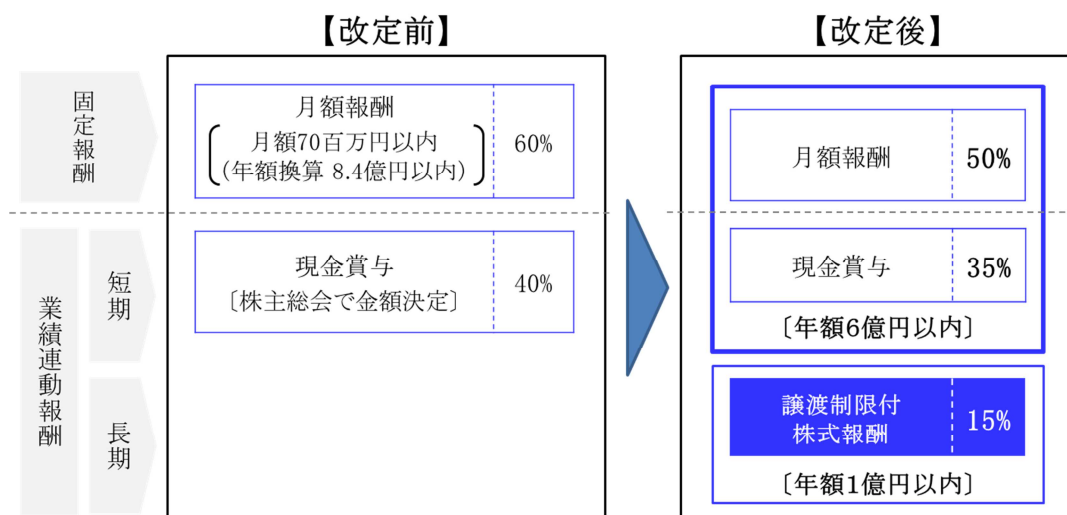 【改定前】
【改定後】
固定報酬
月額報酬
月額70百万円以内
(年額換算 8.4億円以内)
60%
月額報酬
50%
業績連動報酬
短期
現金賞与
〔株主総会で金額決定〕
40%
現金賞与
35%
〔年額6億円以内〕
長期
譲渡制限付
株式報酬
15%
〔年額1億円以内〕